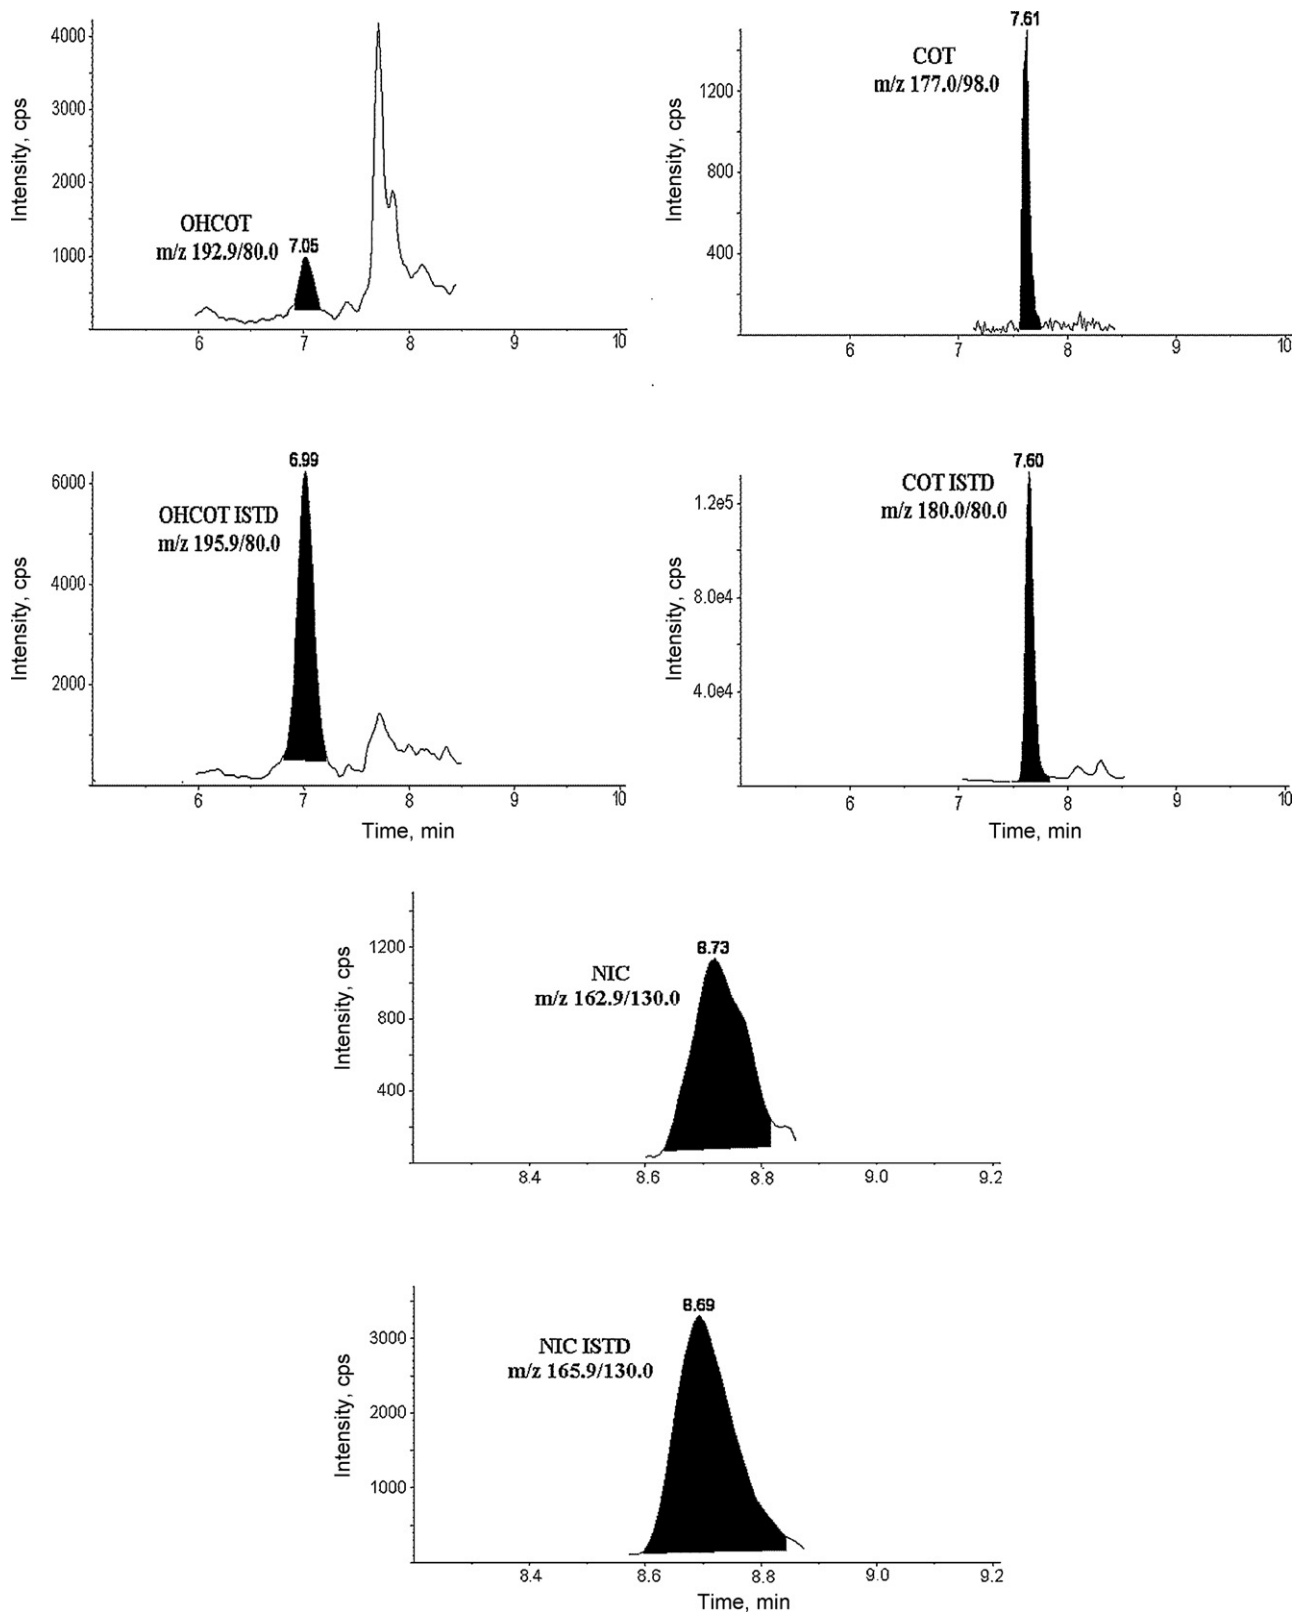 4000
3000
2000
1000
Intensity, cps
OHCOT
m/z 192.9/80.0
7.05
6
7
8
9
10
7.61
COT
m/z 177.0/98.0
1200
800
400
Intensity, cps
6
7
8
9
10
6.99
6000
4000
2000
Intensity, cps
OHCOT ISTD
m/z 195.9/80.0
6
7
8
9
10
Time, min
7.60
COT ISTD
m/z 180.0/80.0
1.2e5
8.0e4
4.0e4
Intensity, cps
6
7
8
9
10
Time, min
8.73
1200
800
400
Intensity, cps
NIC
m/z 162.9/130.0
8.4
8.6
8.8
9.0
9.2
8.69
3000
2000
1000
Intensity, cps
NIC ISTD
m/z 165.9/130.0
8.4
8.6
8.8
9.0
9.2
Time, min